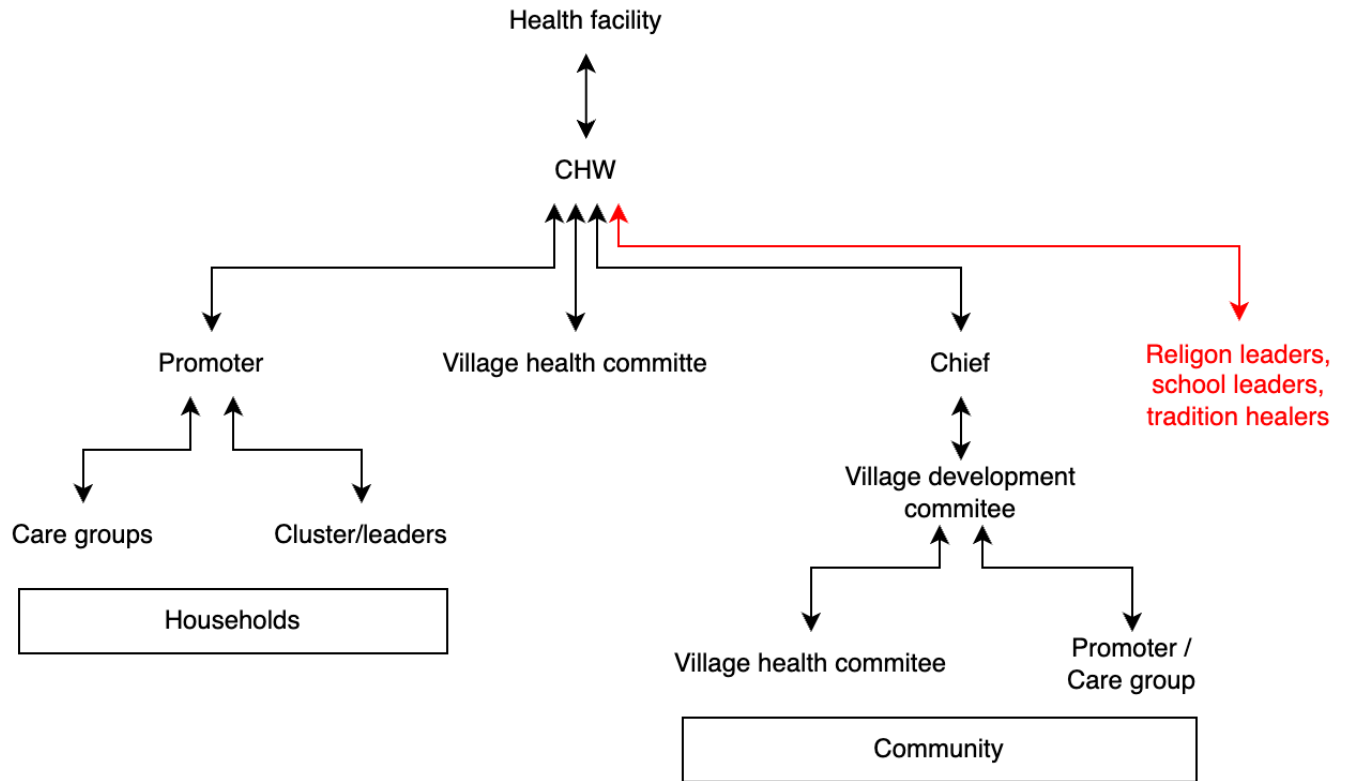 Health facility
CHW
Promoter
Village health committe
Chief
Religon leaders,
school leaders,
tradition healers
Care groups
Cluster/leaders
Village development
commitee
Households
Village health commitee
Promoter /
Care group
Community